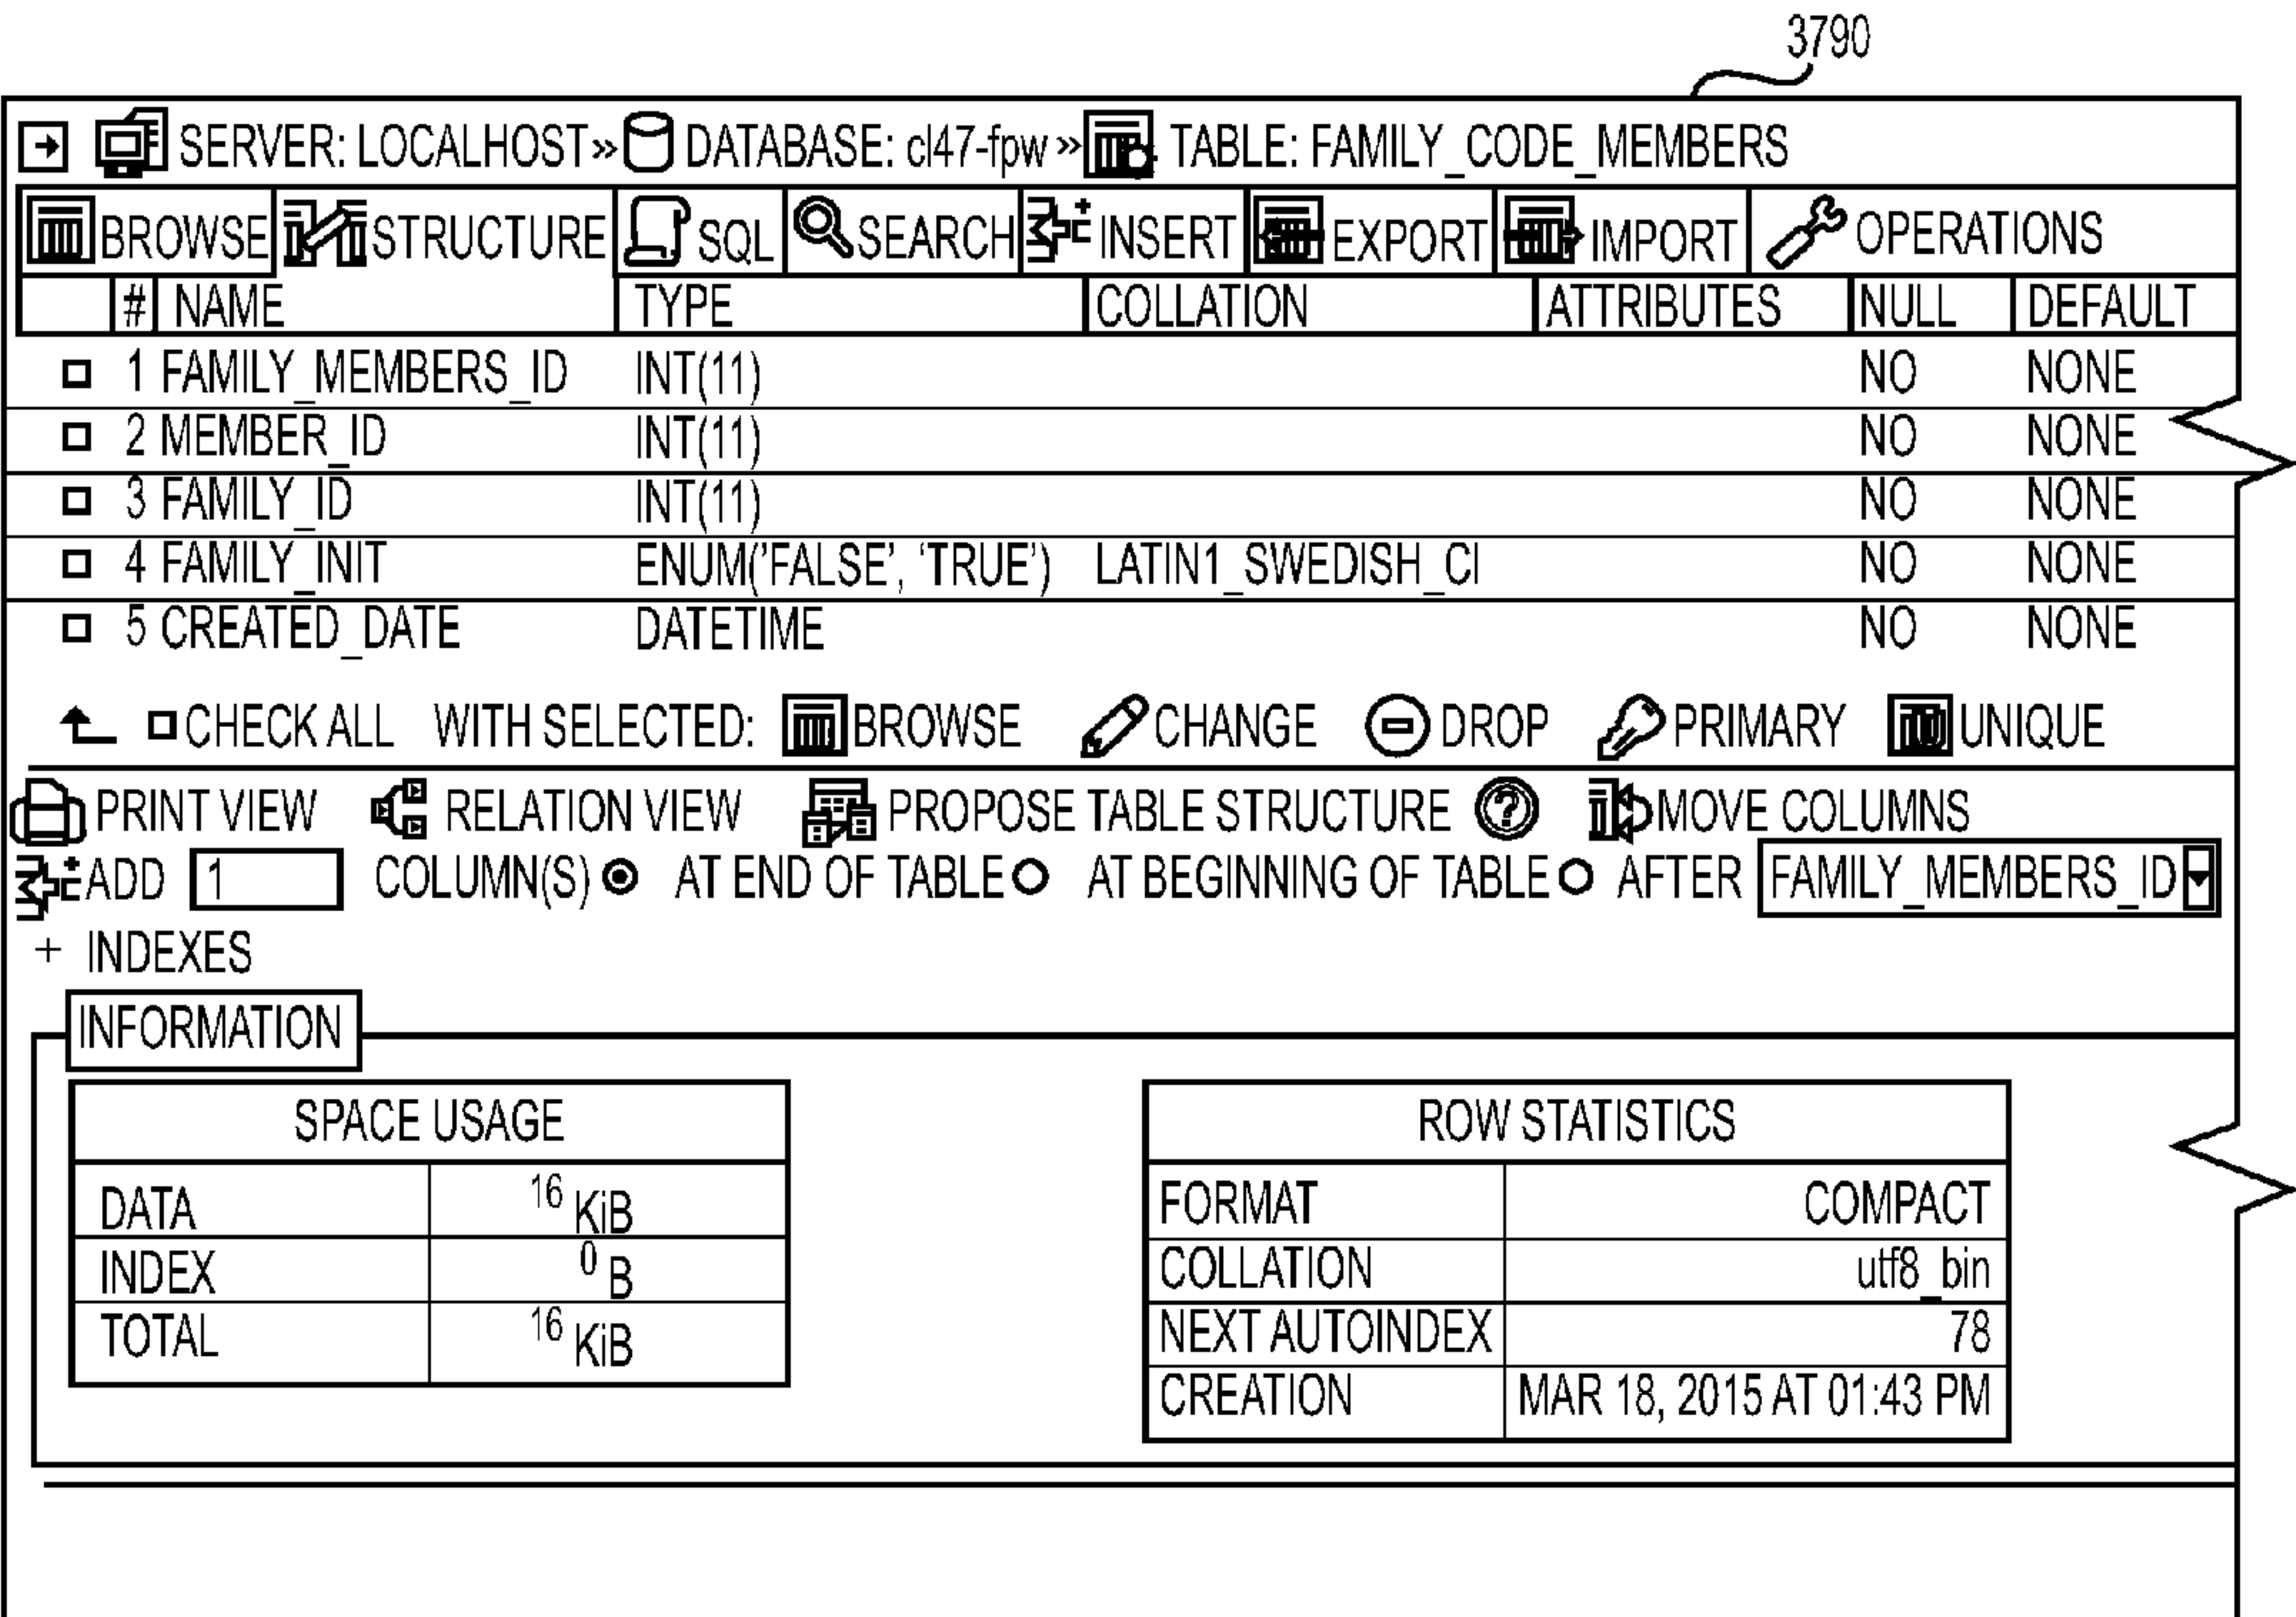 3790
SERVER: LOCALHOST » DATABASE: cl47-fpw » TABLE: FAMILY_CODE_MEMBERS
BROWSE STRUCTURE SQL SEARCH INSERT EXPORT IMPORT OPERATIONS
# NAME TYPE COLLATION ATTRIBUTES NULL DEFAULT
1 FAMILY_MEMBERS_ID INT(11) NO NONE
2 MEMBER_ID INT(11) NO NONE
3 FAMILY_ID INT(11) NO NONE
4 FAMILY_INIT ENUM('FALSE', 'TRUE') LATIN1_SWEDISH_CI NO NONE
5 CREATED_DATE DATETIME NO NONE
CHECK ALL WITH SELECTED: BROWSE CHANGE DROP PRIMARY UNIQUE
PRINT VIEW RELATION VIEW PROPOSE TABLE STRUCTURE ? MOVE COLUMNS
ADD 1 COLUMN(S) AT END OF TABLE AT BEGINNING OF TABLE AFTER FAMILY_MEMBERS_ID
+ INDEXES
INFORMATION
SPACE USAGE
DATA 16 KiB
INDEX 0 B
TOTAL 16 KiB
ROW STATISTICS
FORMAT COMPACT
COLLATION utf8_bin
NEXT AUTOINDEX 78
CREATION MAR 18, 2015 AT 01:43 PM